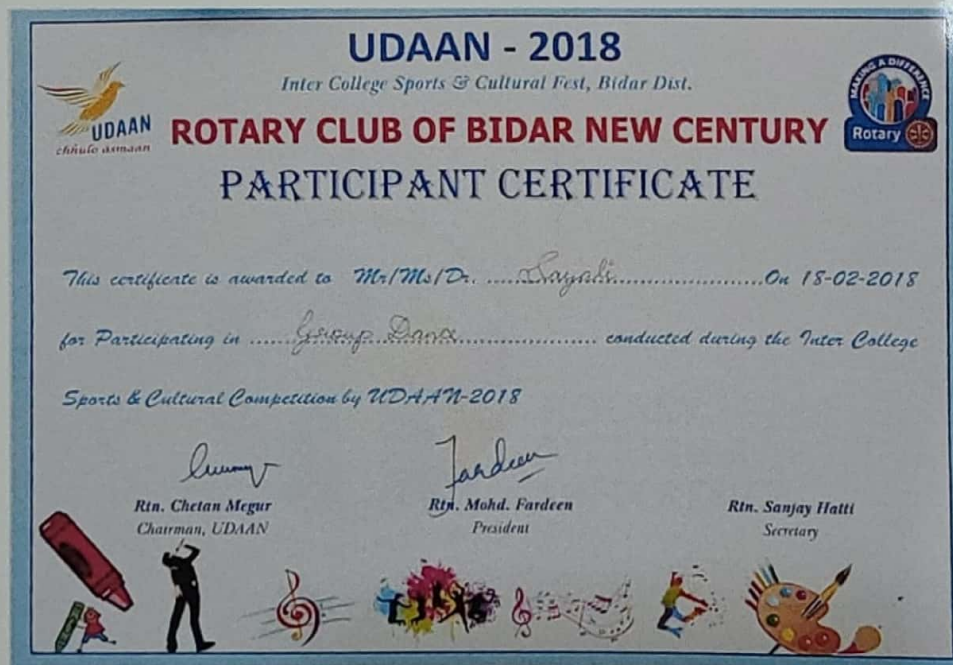 UDAAN - 2018
Inter College Sports & Cultural Fest, Bidar Dist.
UDAAN
chhulo asmaan
MAKING A DIFFERENCE
Rotary
ROTARY CLUB OF BIDAR NEW CENTURY
PARTICIPANT CERTIFICATE
This certificate is awarded to Mr/Ms/Dr. ......Sayali........................On 18-02-2018
for Participating in .......Group Dance....................... conducted during the Inter College
Sports & Cultural Competition by UDAAN-2018
Fardeen
Rtn. Chetan Megur Rtn. Mohd. Fardeen Rtn. Sanjay Hatti
Chairman, UDAAN President Secretary